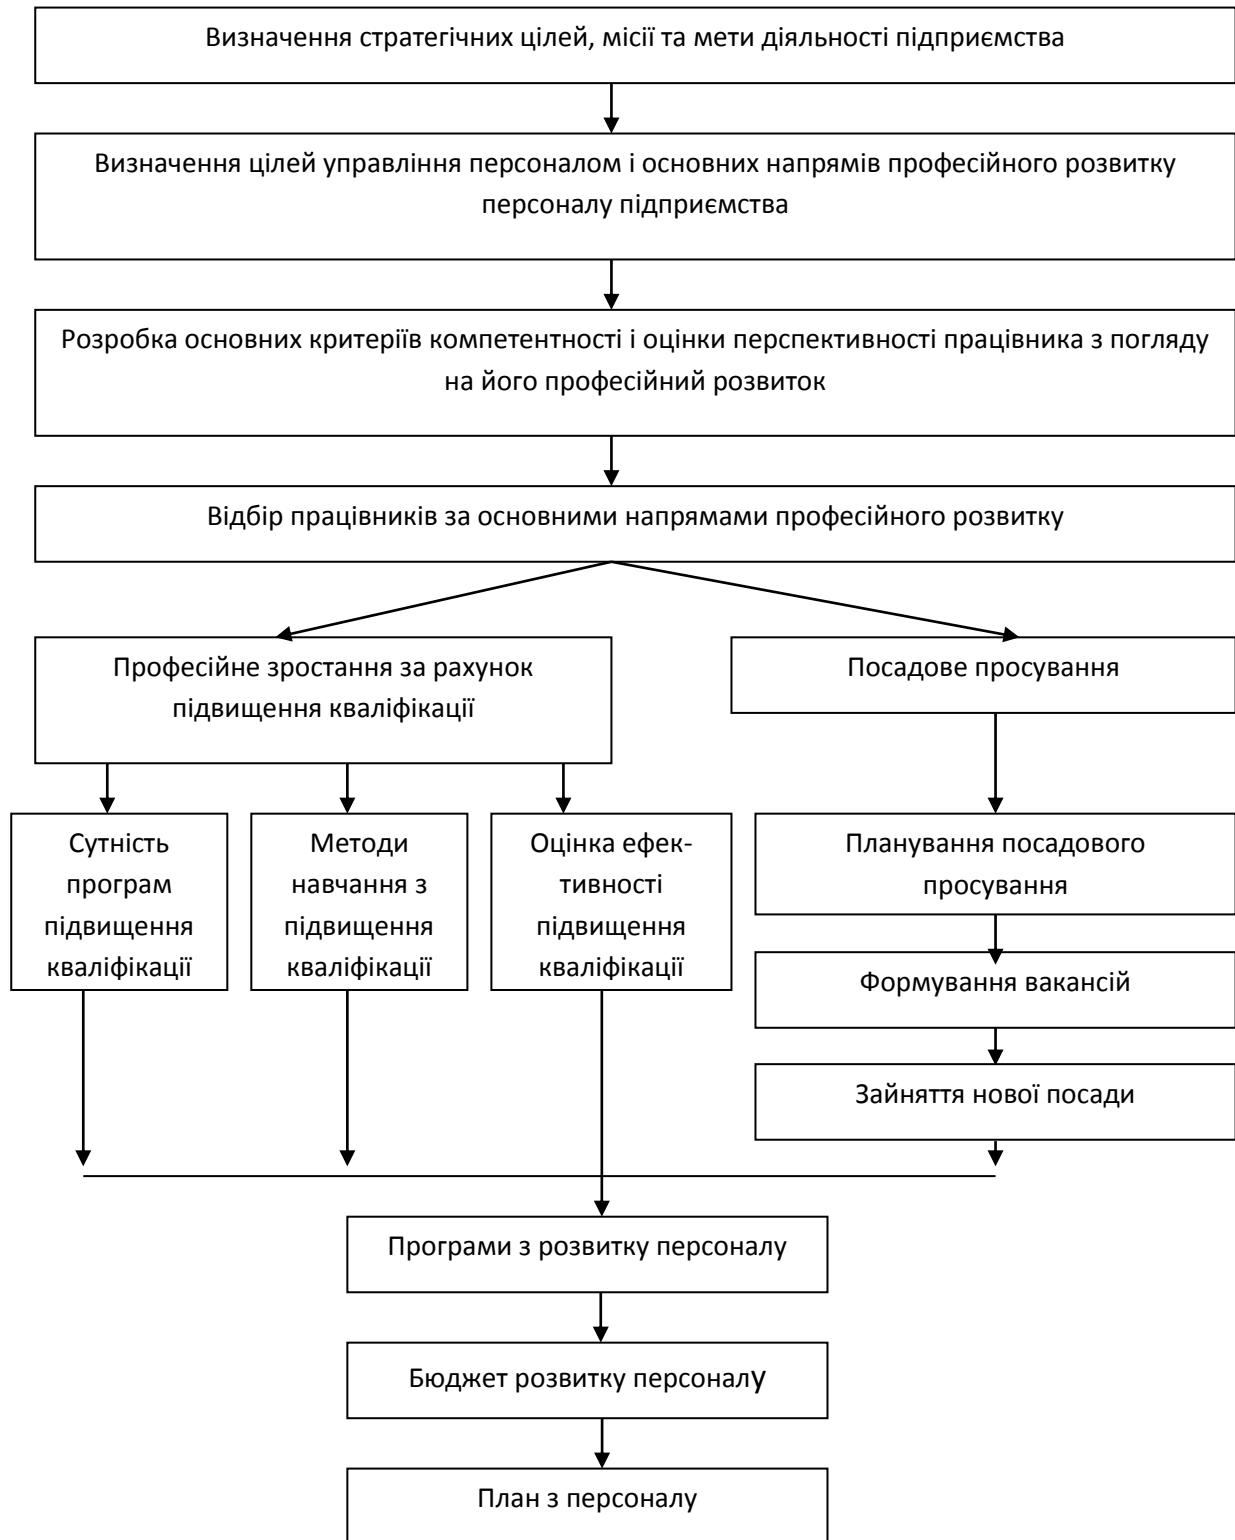 Визначення стратегічних цілей, місії та мети діяльності підприємства
Визначення цілей управління персоналом і основних напрямів професійного розвитку
персоналу підприємства
Розробка основних критеріїв компетентності і оцінки перспективності працівника з погляду
на його професійний розвиток
Відбір працівників за основними напрямами професійного розвитку
Професійне зростання за рахунок
підвищення кваліфікації
Посадове просування
Сутність
програм
підвищення
кваліфікації
Методи
навчання з
підвищення
кваліфікації
Оцінка ефек-
тивності
підвищення
кваліфікації
Планування посадового
просування
Формування вакансій
Зайняття нової посади
Програми з розвитку персоналу
Бюджет розвитку персоналу
План з персоналу